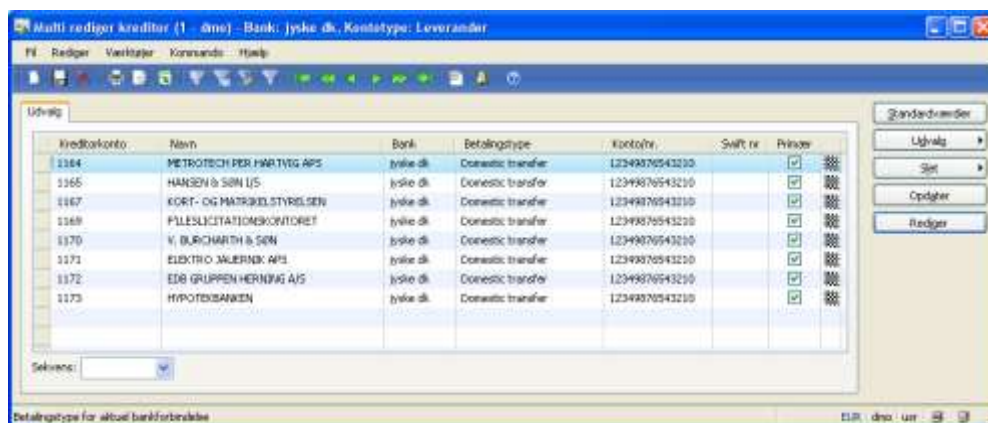 Multi rediger kreditor (1 - dmo) - Bank: jyske dk, Kontotype: Leverandør
Fil Rediger Værktøjer Kommando Hjælp
Udvalg
Kreditorkonto Navn Bank Betalingstype Kontonr. Swift nr Primær
1164 METROTECH PER HARTVIG APS jyske dk Domestic transfer 12349876543210
1165 HANSEN & SØN I/S jyske dk Domestic transfer 12349876543210
1167 KORT- OG MATRIKELSTYRELSEN jyske dk Domestic transfer 12349876543210
1169 jyske dk Domestic transfer 12349876543210
1170 V. BURCHARTH & SØN jyske dk Domestic transfer 12349876543210
1171 ELEKTRO JAUERNIK APS jyske dk Domestic transfer 12349876543210
1172 EDB GRUPPEN HERNING A/S jyske dk Domestic transfer 12349876543210
1173 HYPOTEKBANKEN jyske dk Domestic transfer 12349876543210
Sekvens:
Standardværdier
Udvalg
Slet
Opdater
Rediger
Betalingstype for aktuel bankforbindelse
EUR dmo usr